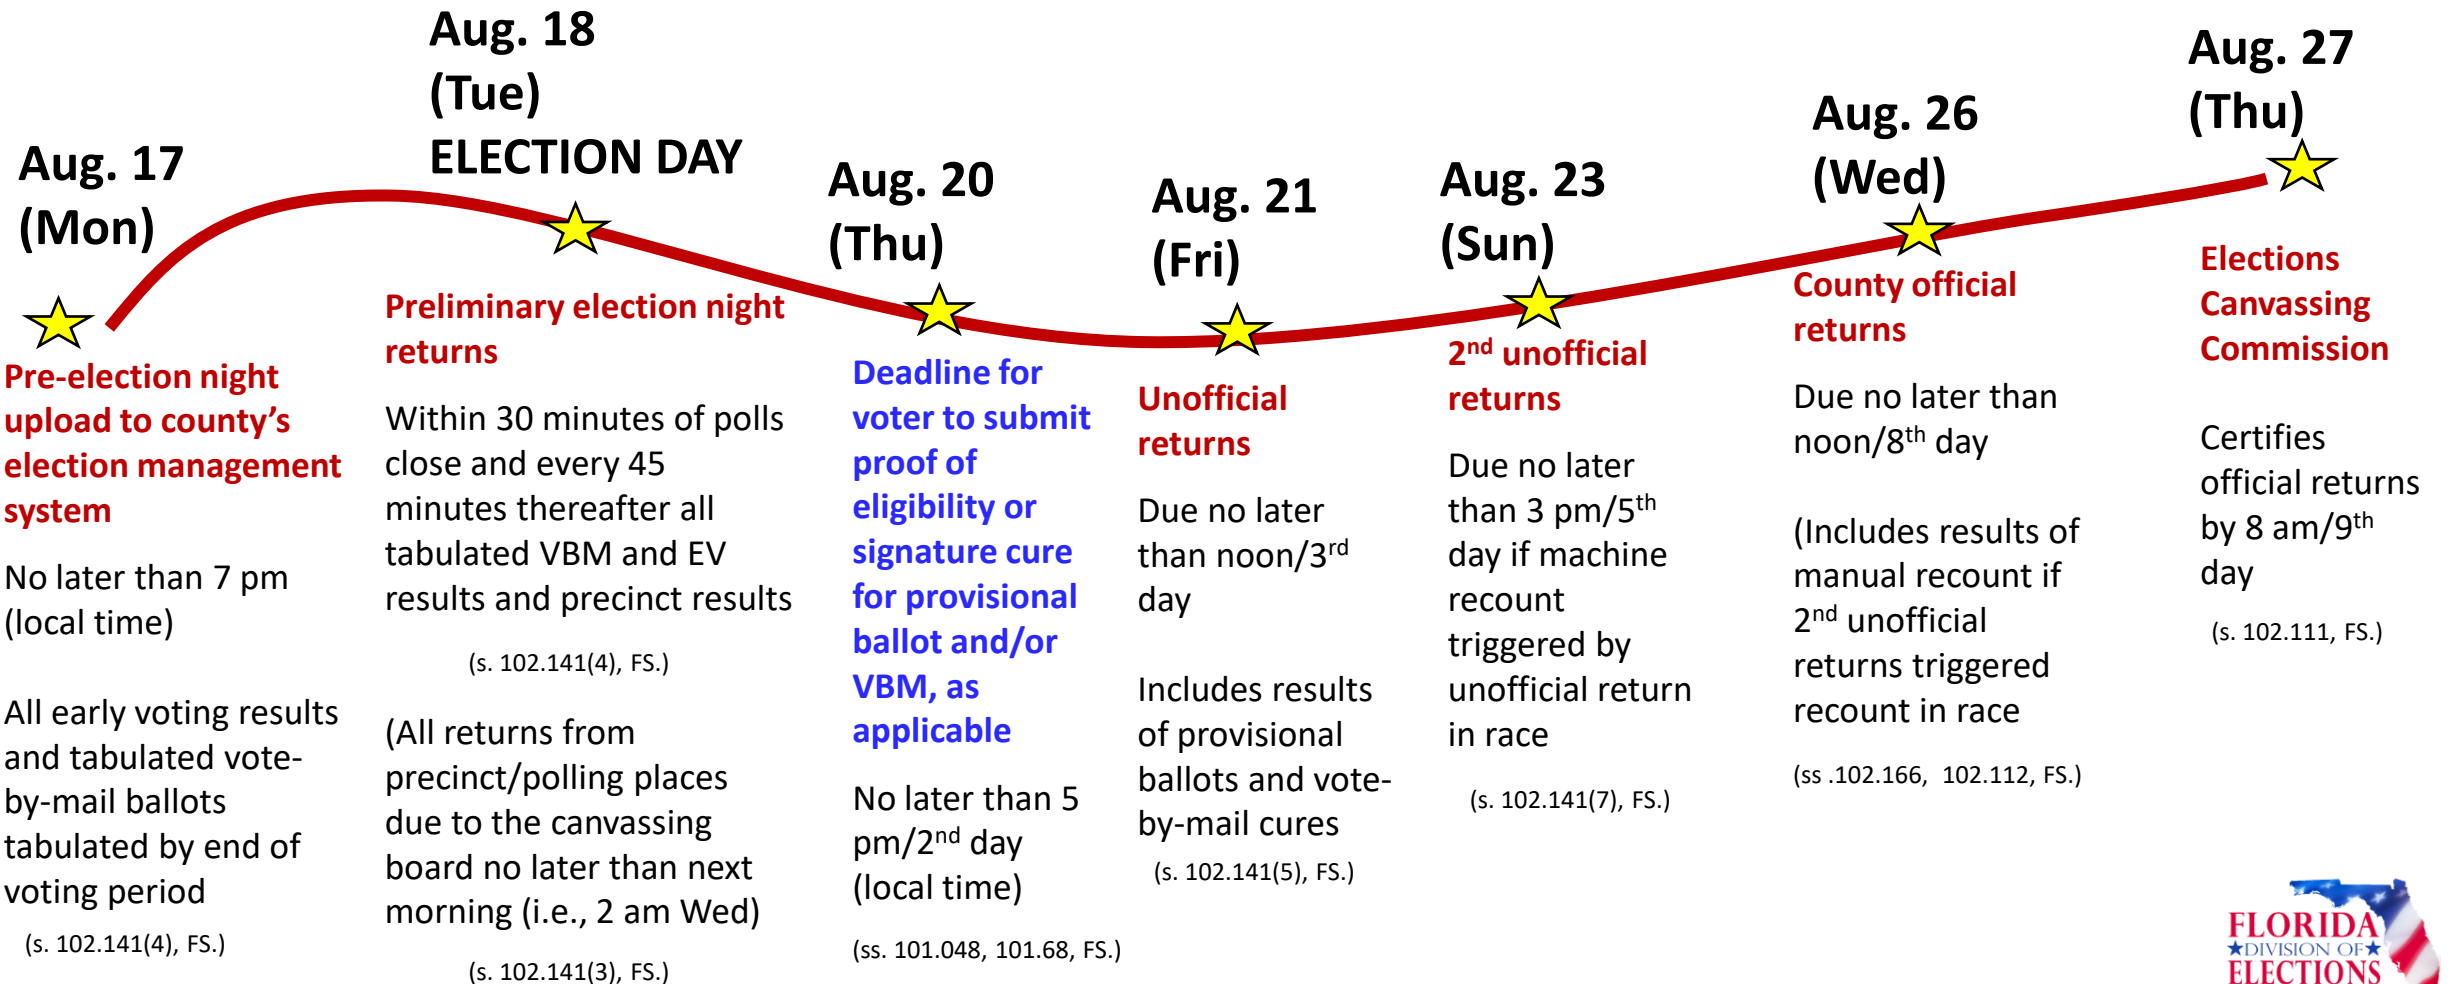 Aug. 17
(Mon)
Pre-election night
upload to county’s
election management
system
No later than 7 pm
(local time)
All early voting results
and tabulated vote-
by-mail ballots
tabulated by end of
voting period
(s. 102.141(4), FS.)
Aug. 18
(Tue)
ELECTION DAY
Preliminary election night
returns
Within 30 minutes of polls
close and every 45
minutes thereafter all
tabulated VBM and EV
results and precinct results
(s. 102.141(4), FS.)
(All returns from
precinct/polling places
due to the canvassing
board no later than next
morning (i.e., 2 am Wed)
(s. 102.141(3), FS.)
Aug. 20
(Thu)
Deadline for
voter to submit
proof of
eligibility or
signature cure
for provisional
ballot and/or
VBM, as
applicable
No later than 5
pm/2nd day
(local time)
(ss. 101.048, 101.68, FS.)
Aug. 21
(Fri)
Unofficial
returns
Due no later
than noon/3rd
day
Includes results
of provisional
ballots and vote-
by-mail cures
(s. 102.141(5), FS.)
Aug. 23
(Sun)
2nd unofficial
returns
Due no later
than 3 pm/5th
day if machine
recount
triggered by
unofficial return
in race
(s. 102.141(7), FS.)
Aug. 26
(Wed)
County official
returns
Due no later than
noon/8th day
(Includes results of
manual recount if
2nd unofficial
returns triggered
recount in race
(ss .102.166, 102.112, FS.)
Aug. 27
(Thu)
Elections
Canvassing
Commission
Certifies
official returns
by 8 am/9th
day
(s. 102.111, FS.)
FLORIDA
DIVISION OF
ELECTIONS